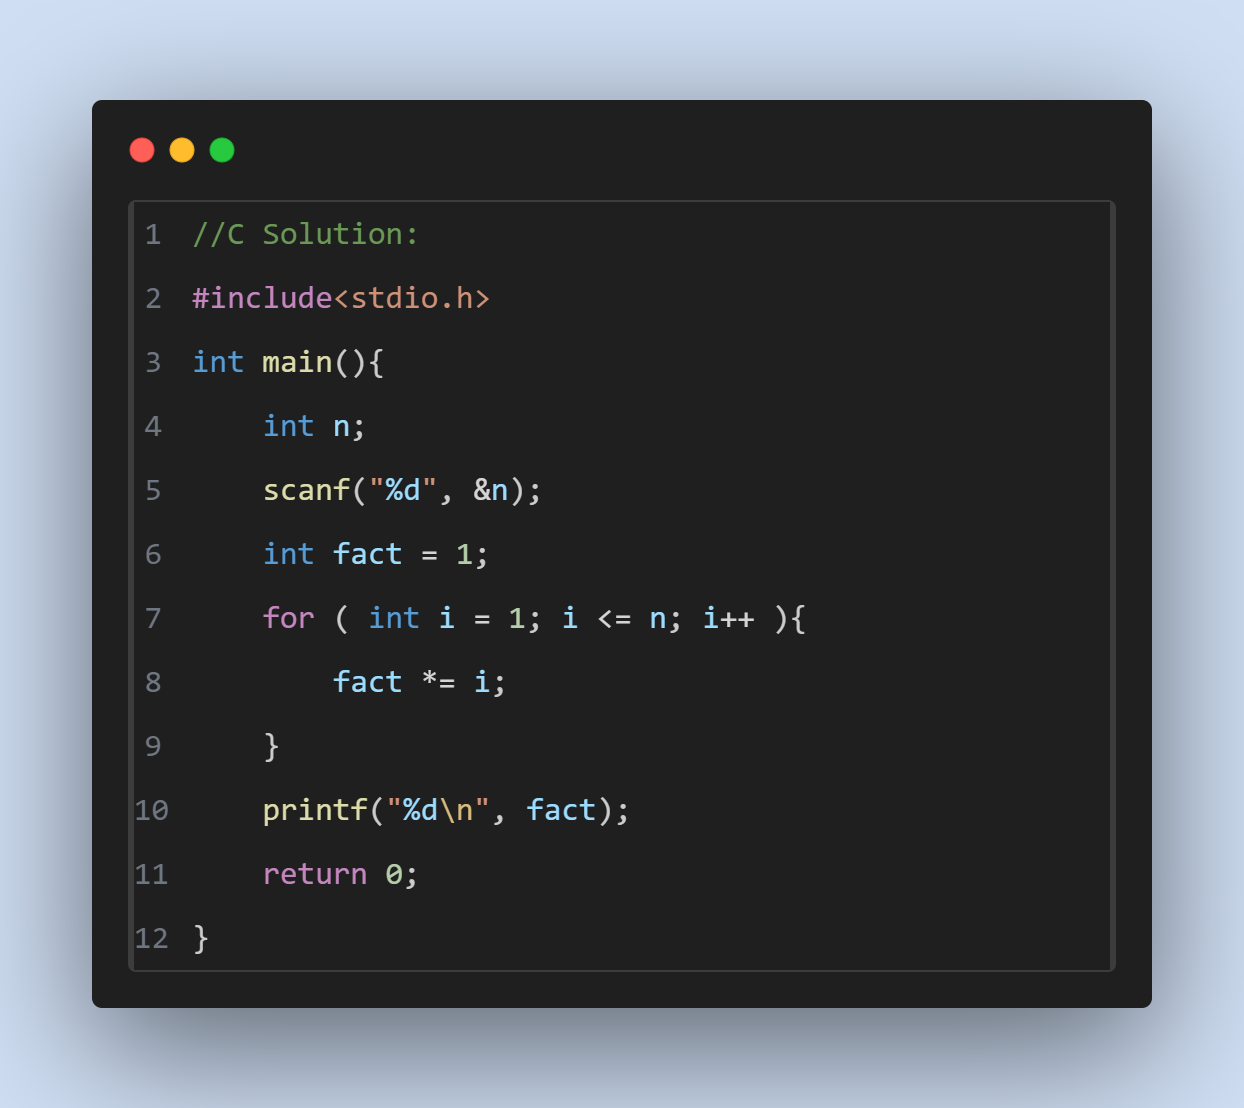 1 //C Solution:
2 #include<stdio.h>
3 int main(){
4     int n;
5     scanf("%d", &n);
6     int fact = 1;
7     for ( int i = 1; i <= n; i++ ){
8         fact *= i;
9     }
10     printf("%d\n", fact);
11     return 0;
12 }